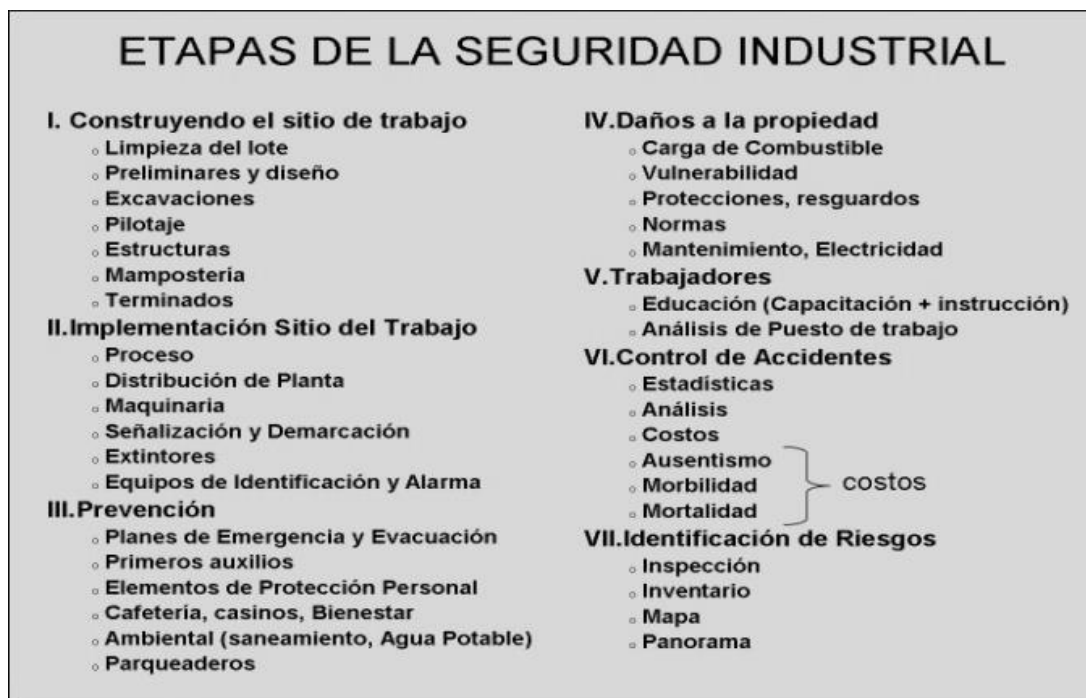 ETAPAS DE LA SEGURIDAD INDUSTRIAL
I. Construyendo el sitio de trabajo
Limpieza del lote
Preliminares y diseño
Excavaciones
Pilotaje
Estructuras
Mampostería
Terminados
II.Implementación Sitio del Trabajo
Proceso
Distribución de Planta
Maquinaria
Señalización y Demarcación
Extintores
Equipos de Identificación y Alarma
III.Prevención
Planes de Emergencia y Evacuación
Primeros auxilios
Elementos de Protección Personal
Cafetería, casinos, Bienestar
Ambiental (saneamiento, Agua Potable)
Parqueaderos
IV.Daños a la propiedad
Carga de Combustible
Vulnerabilidad
Protecciones, resguardos
Normas
Mantenimiento, Electricidad
V.Trabajadores
Educación (Capacitación + instrucción)
Análisis de Puesto de trabajo
VI.Control de Accidentes
Estadísticas
Análisis
Costos
Ausentismo
Morbilidad
Mortalidad
costos
VII.Identificación de Riesgos
Inspección
Inventario
Mapa
Panorama